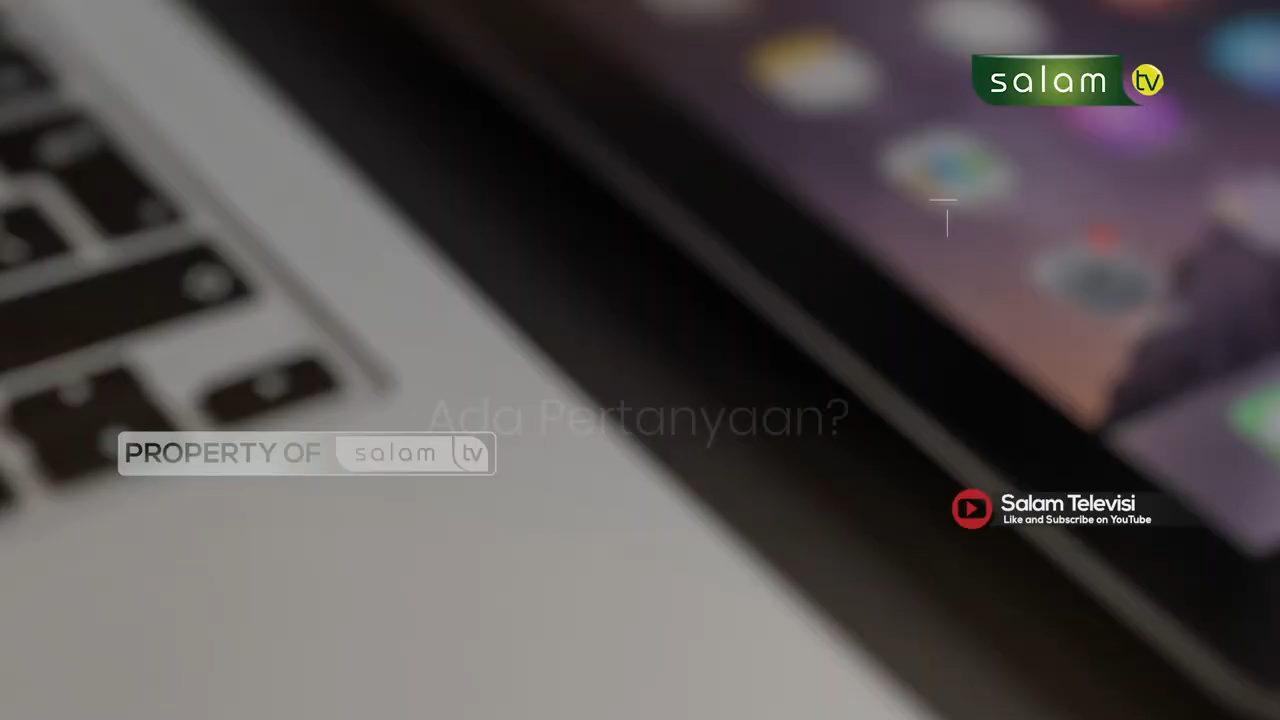 salam tv
Ada Pertanyaan?
PROPERTY OF salam tv
Salam Televisi
Like and Subscribe on YouTube